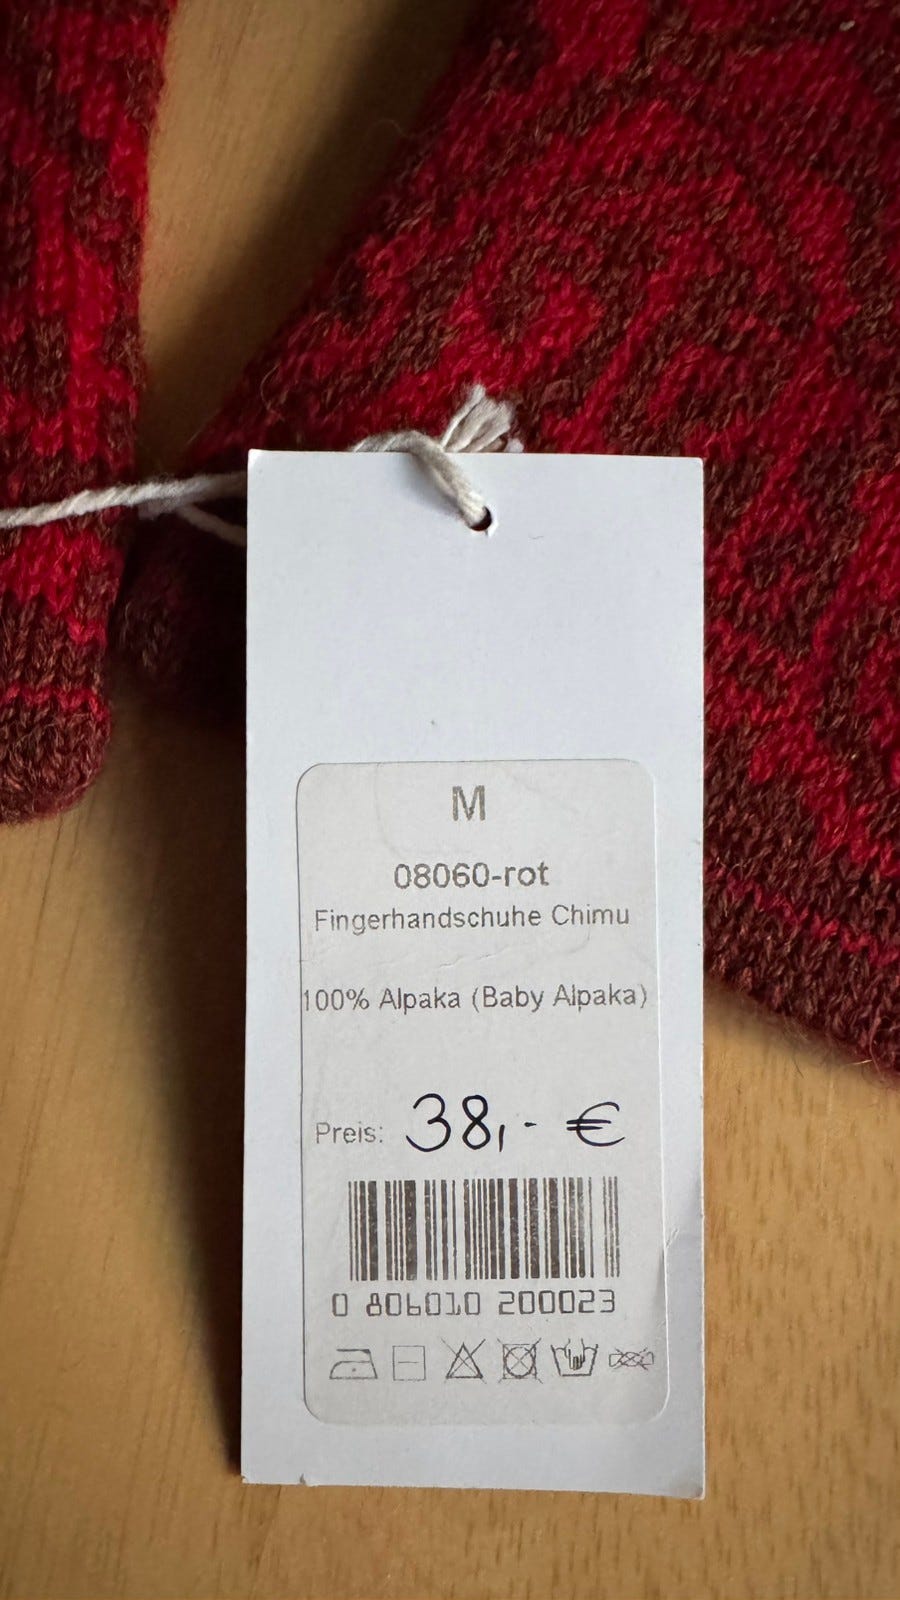 M
08060-rot
Fingerhandschuhe Chimu
100% Alpaka (Baby Alpaka)
Preis: 38,- €
0 806010 200023